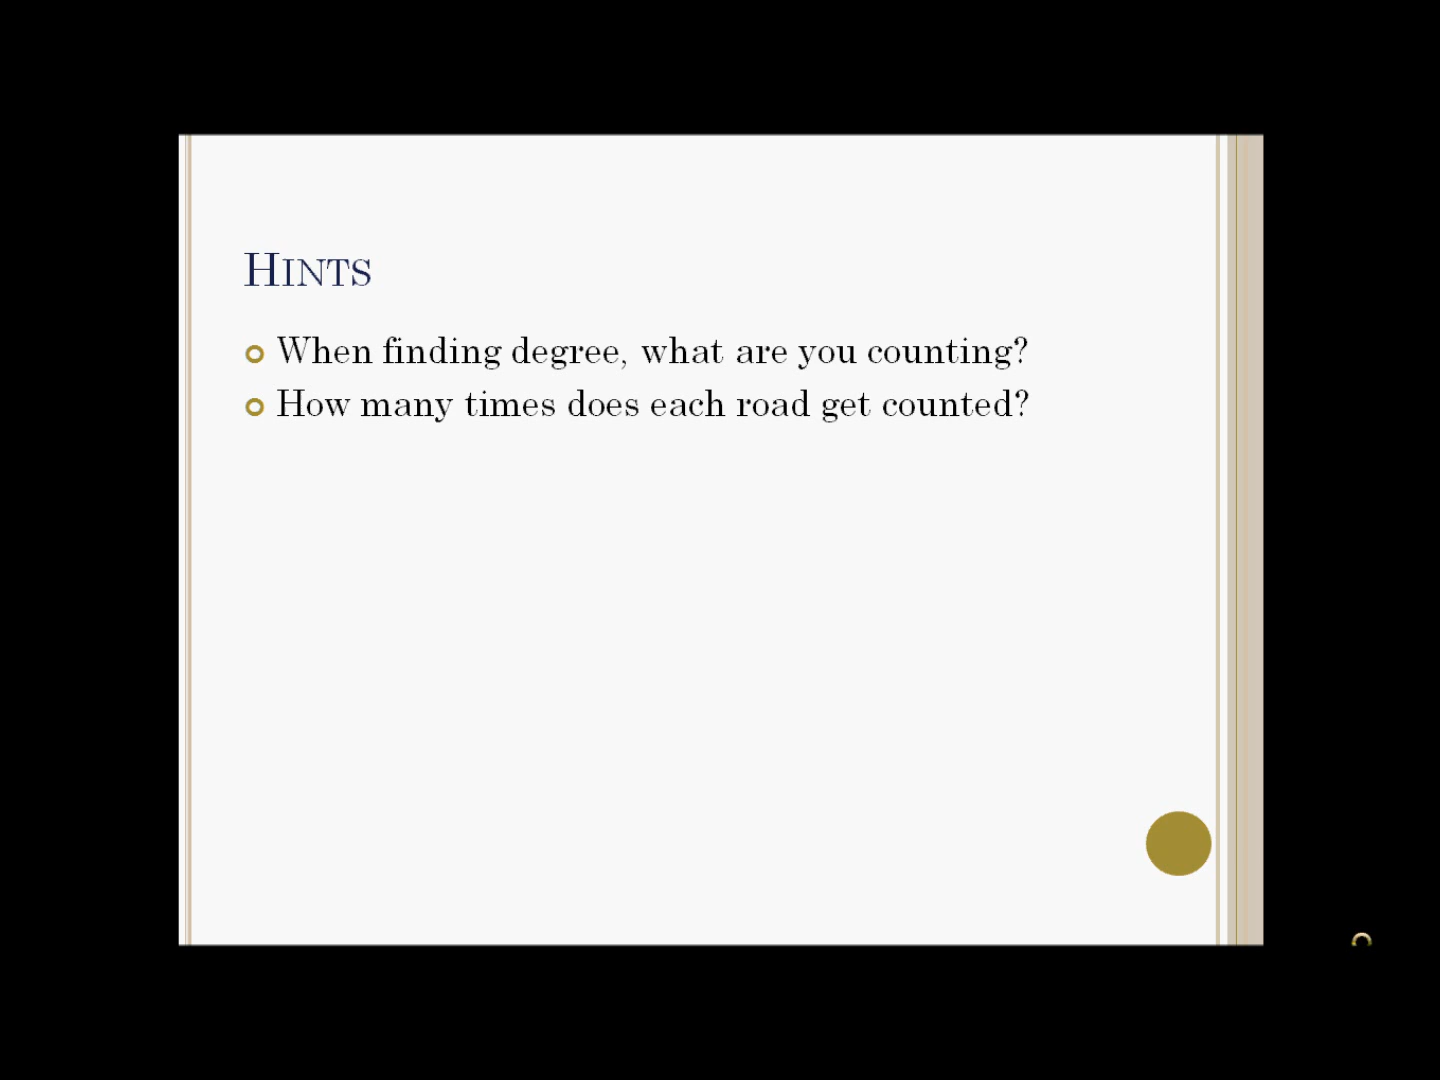 Hints
When finding degree, what are you counting?
How many times does each road get counted?